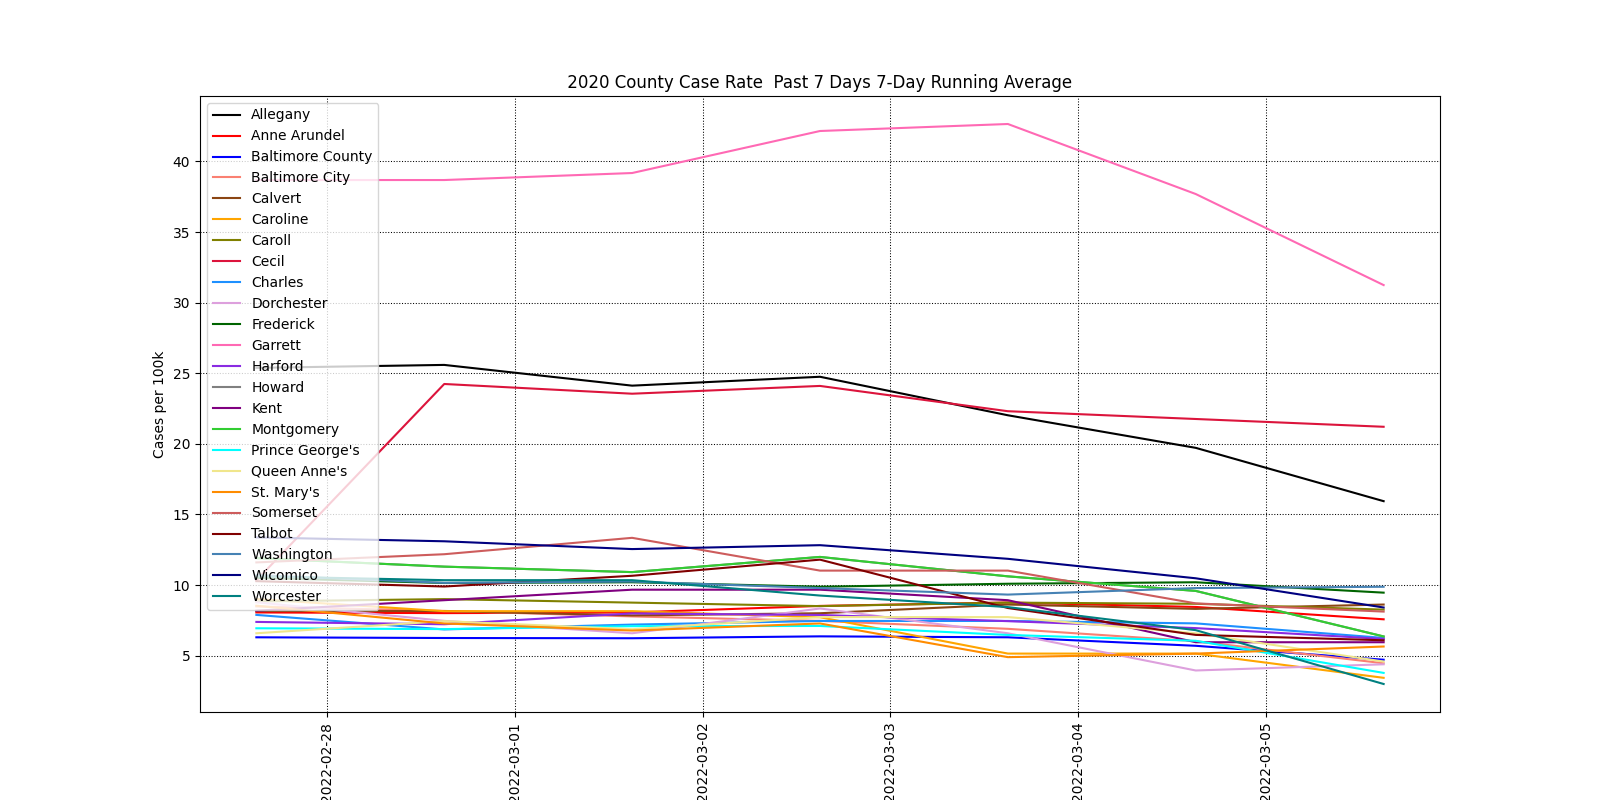 2020 County Case Rate  Past 7 Days 7-Day Running Average
Allegany
Anne Arundel
Baltimore County
Baltimore City
Calvert
Caroline
Caroll
Cecil
Charles
Dorchester
Frederick
Garrett
Harford
Howard
Kent
Montgomery
Prince George's
Queen Anne's
St. Mary's
Somerset
Talbot
Washington
Wicomico
Worcester
Cases per 100k
40
35
30
25
20
15
10
5
2022-02-28
2022-03-01
2022-03-02
2022-03-03
2022-03-04
2022-03-05